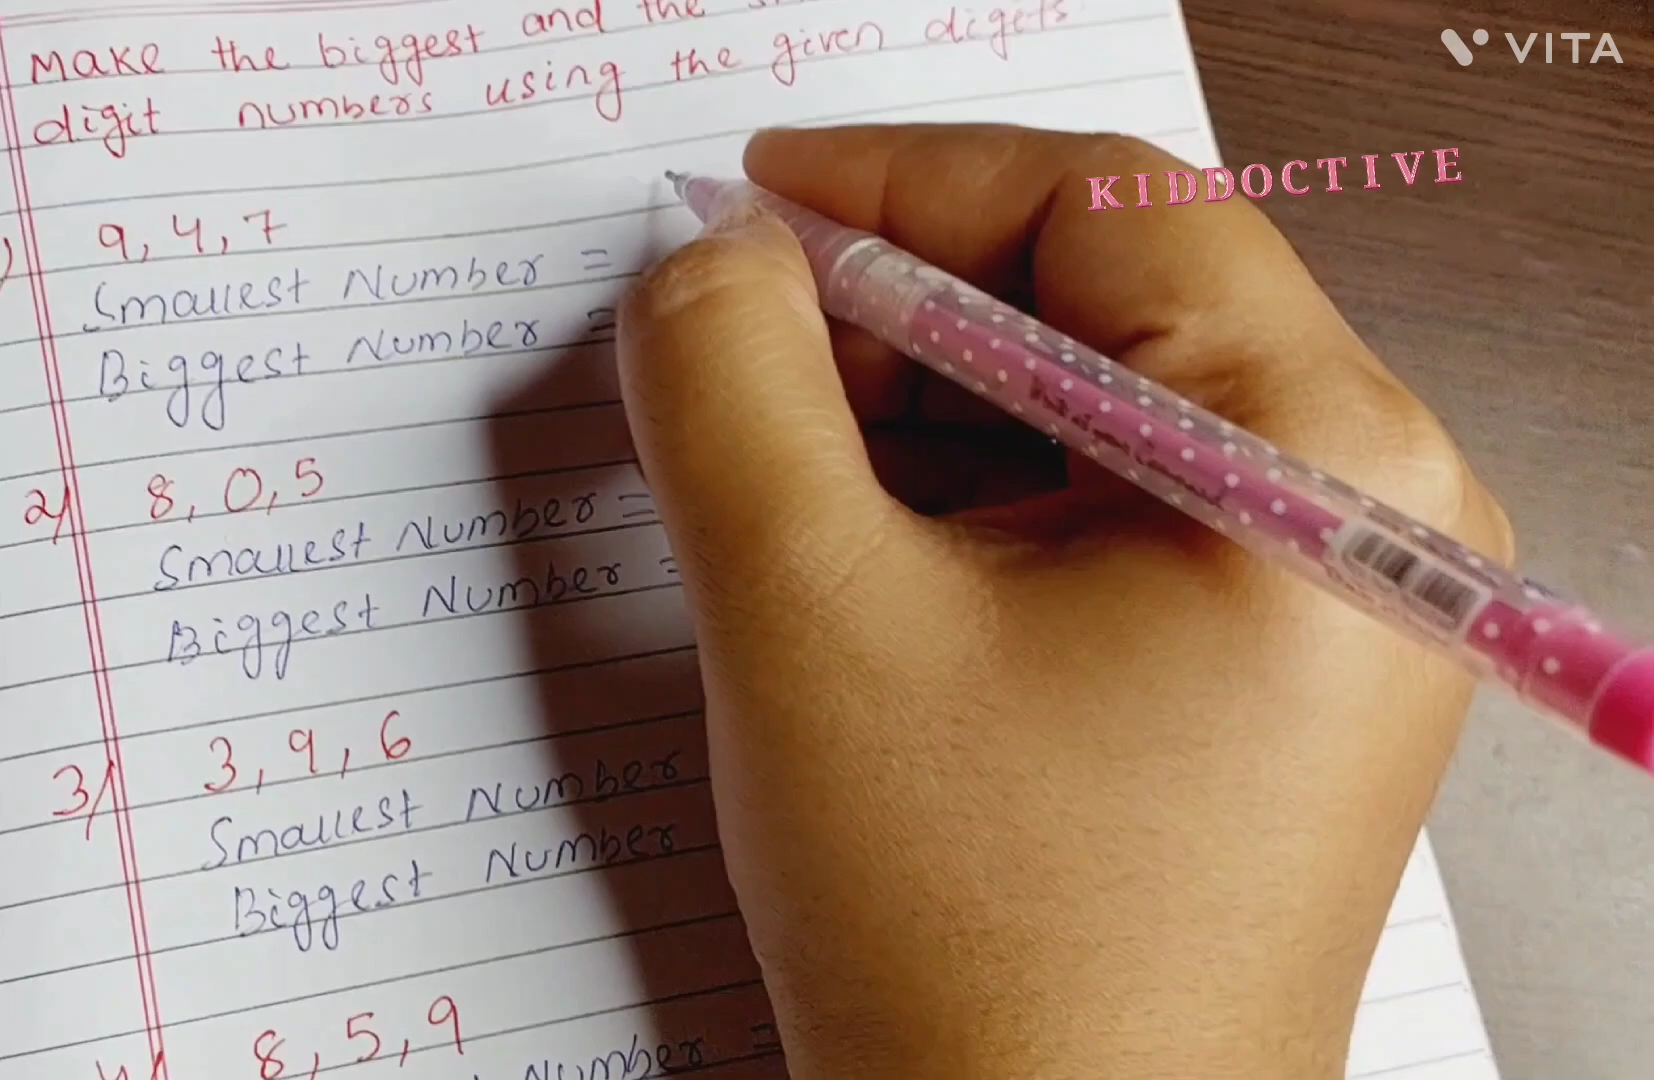 Make the biggest and the
digit numbers using the given digets
VITA
KIDDOCTIVE
9, 4, 7
Smallest Number =
Biggest Number =
2) 8, 0, 5
Smallest Number =
Biggest Number =
3) 3, 9, 6
Smallest Number
Biggest Number
8, 5, 9
Number =